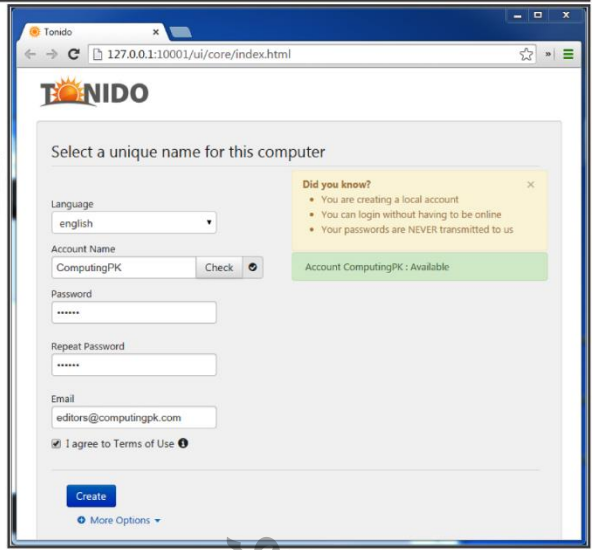 Tonido
127.0.0.1:10001/ui/core/index.html
TONIDO
Select a unique name for this computer
Did you know?
You are creating a local account
You can login without having to be online
Your passwords are NEVER transmitted to us
Language
english
Account Name
ComputingPK Check
Account ComputingPK : Available
Password
••••••
Repeat Password
••••••
Email
editors@computingpk.com
I agree to Terms of Use
Create
More Options